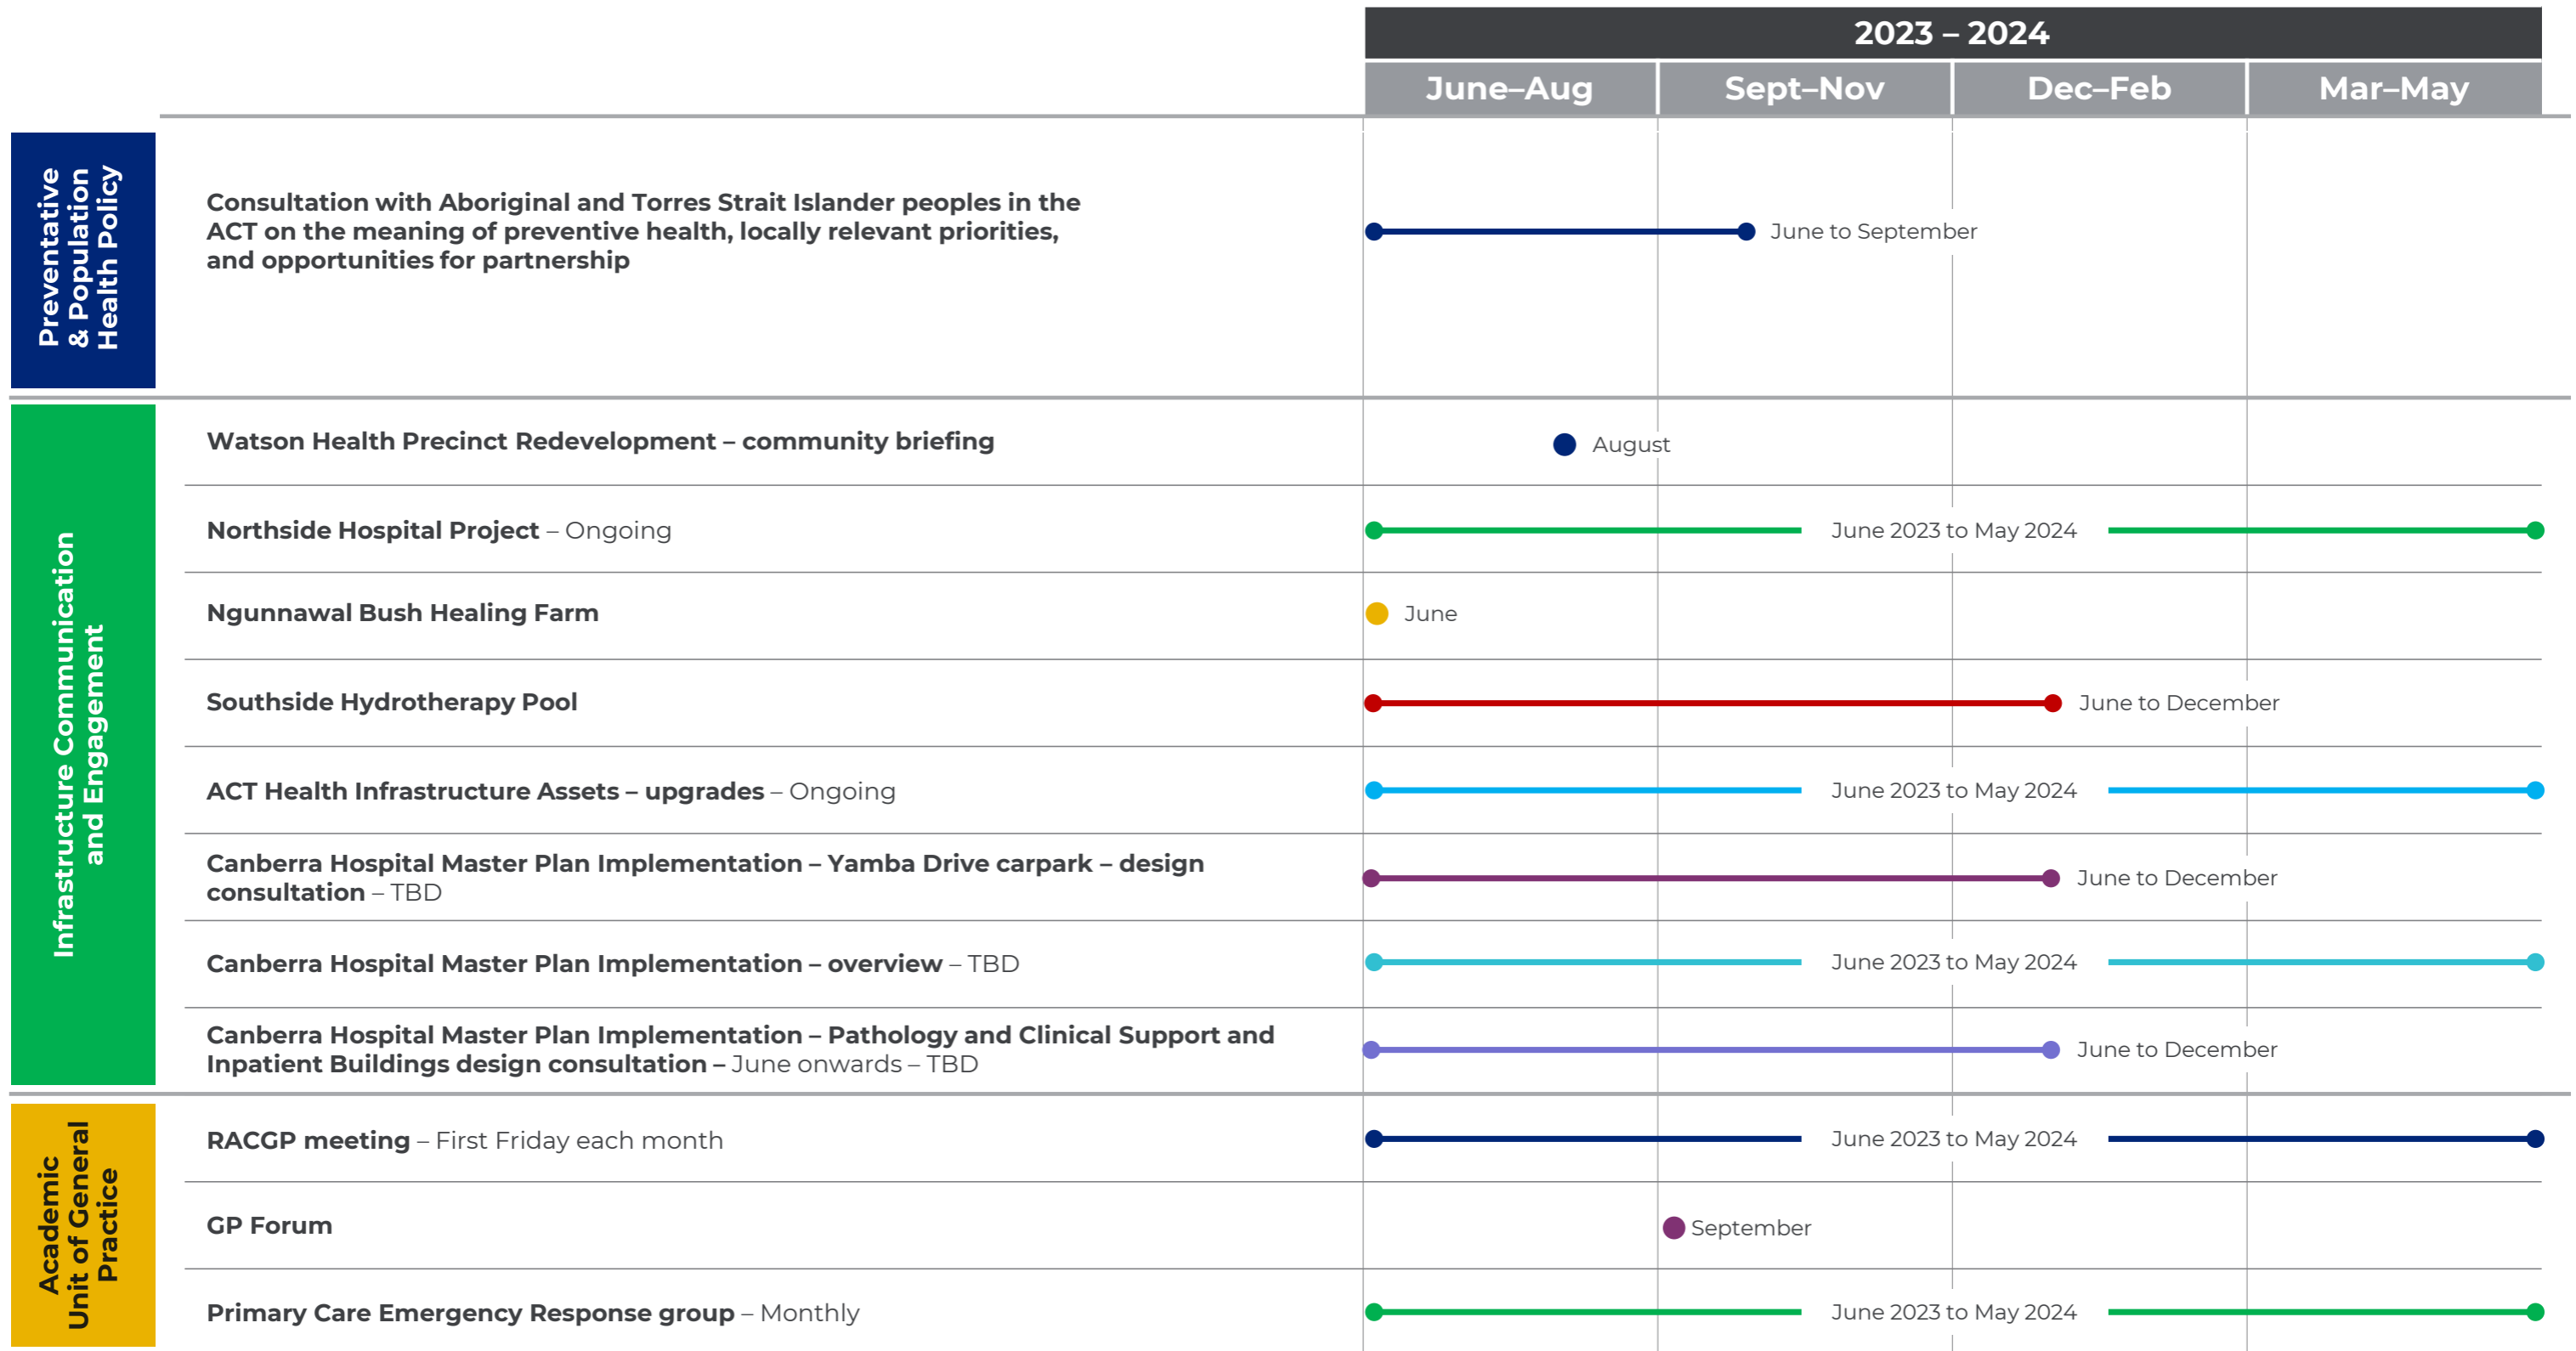 2023 – 2024
June–Aug
Sept–Nov
Dec–Feb
Mar–May
Preventative
& Population
Health Policy
Consultation with Aboriginal and Torres Strait Islander peoples in the
ACT on the meaning of preventive health, locally relevant priorities,
and opportunities for partnership
June to September
Infrastructure Communication
and Engagement
Watson Health Precinct Redevelopment – community briefing
August
Northside Hospital Project – Ongoing
June 2023 to May 2024
Ngunnawal Bush Healing Farm
June
Southside Hydrotherapy Pool
June to December
ACT Health Infrastructure Assets – upgrades – Ongoing
June 2023 to May 2024
Canberra Hospital Master Plan Implementation – Yamba Drive carpark – design
consultation – TBD
June to December
Canberra Hospital Master Plan Implementation – overview – TBD
June 2023 to May 2024
Canberra Hospital Master Plan Implementation – Pathology and Clinical Support and
Inpatient Buildings design consultation – June onwards – TBD
June to December
Academic
Unit of General
Practice
RACGP meeting – First Friday each month
June 2023 to May 2024
GP Forum
September
Primary Care Emergency Response group – Monthly
June 2023 to May 2024